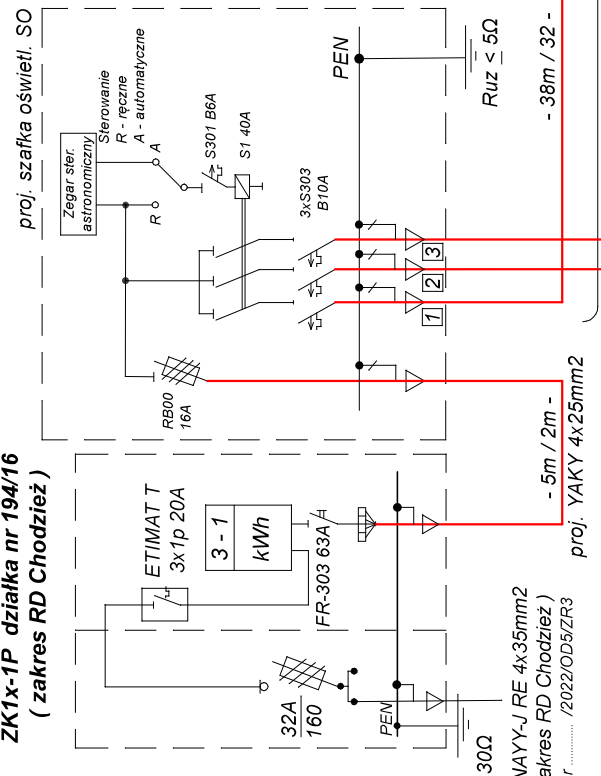 proj. szafka oświetl. SO
Zegar ster.
astronomiczny
Sterowanie
R - ręczne
A - automatyczne
A
R
S301 B6A
S1 40A
3xS303
B10A
PEN
Ruz < 5Ω
- 38m / 32 -
1
2
3
RB00
16A
ZK1x-1P działka nr 194/16
( zakres RD Chodzież )
ETIMAT T
3x1p 20A
3 - 1
kWh
FR-303 63A
32A
160
PEN
30Ω
- 5m / 2m -
proj. YAKY 4x25mm2
NAYY-J RE 4x35mm2
akres RD Chodzież )
r .......... /2022/OD5/ZR3